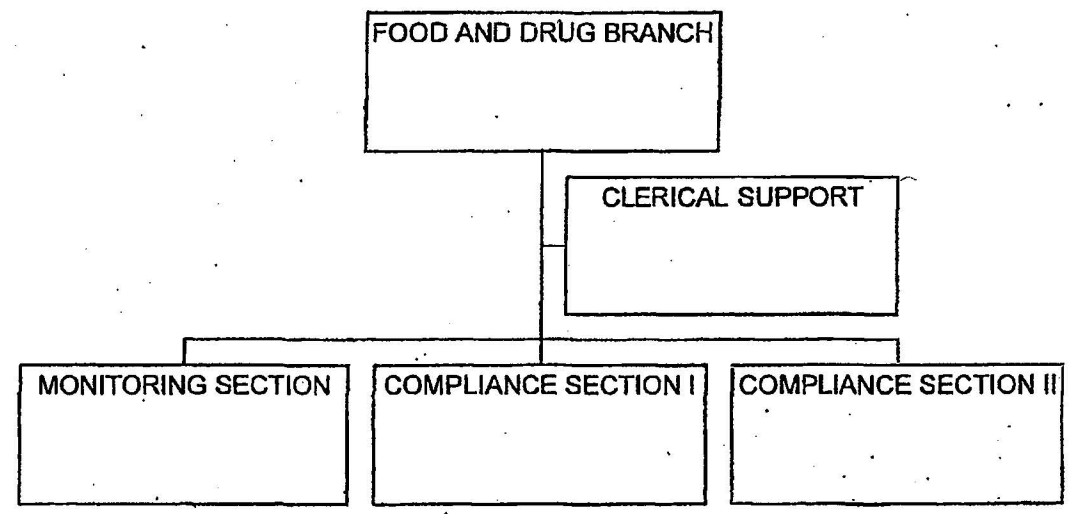 FOOD AND DRUG BRANCH
CLERICAL SUPPORT
MONITORING SECTION
COMPLIANCE SECTION I
COMPLIANCE SECTION II